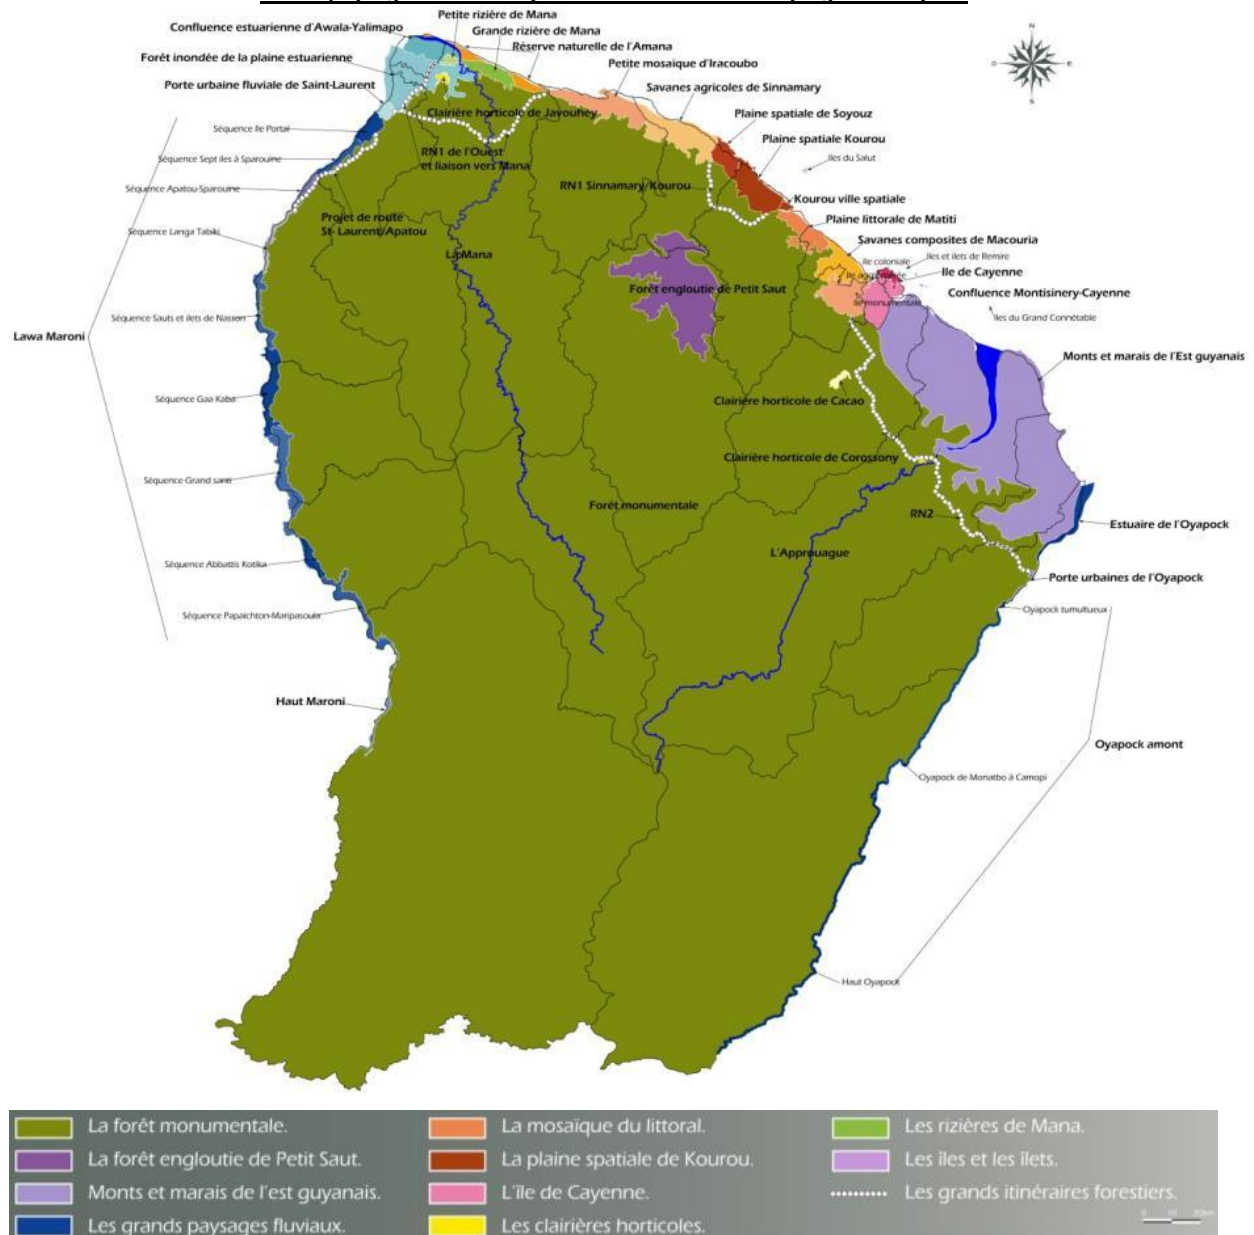 Petite rizière de Mana
Confluence estuarienne d'Awala-Yalimapo
Grande rizière de Mana
Réserve naturelle de l'Amana
Forêt inondée de la plaine estuarienne
Petite mosaique d'Iracoubo
Porte urbaine fluviale de Saint-Laurent
Savanes agricoles de Sinnamary
Clairière horticole de Javouhey
Plaine spatiale de Soyouz
Séquence Ile Portal
Plaine spatiale Kourou
RN1 de l'Ouest
et liaison vers Mana
Séquence Sept iles à Sparouine
Iles du Salut
Séquence Apatou-Sparouine
RN1 Sinnamary/Kourou
Kourou ville spatiale
Projet de route
St- Laurent/Apatou
Plaine littorale de Matiti
Séquence Langa Tabiki
Savanes composites de Macouria
La Mana
Ile coloniale
Iles et ilets de Remire
Ile agglomérée
Ile de Cayenne
Forêt engloutie de Petit Saut
Confluence Montisinery-Cayenne
Ile monumentale
Séquence Sauts et ilets de Nasson
Iles du Grand Connétable
Lawa Maroni
Monts et marais de l'Est guyanais
Séquence Gaa Kaba
Clairière horticole de Cacao
Clairière horticole de Corossony
Séquence Grand santi
Forêt monumentale
RN2
Estuaire de l'Oyapock
L'Approuague
Séquence Abbattis Kotika
Porte urbaines de l'Oyapock
Séquence Papaichton-Maripasoula
Oyapock tumultueux
Haut Maroni
Oyapock amont
Oyapock de Monatbo à Camopi
Haut Oyapock
N
O
E
S
La forêt monumentale.
La mosaïque du littoral.
Les rizières de Mana.
La forêt engloutie de Petit Saut.
La plaine spatiale de Kourou.
Les îles et les îlets.
Monts et marais de l'est guyanais.
L'île de Cayenne.
Les grands itinéraires forestiers.
Les grands paysages fluviaux.
Les clairières horticoles.